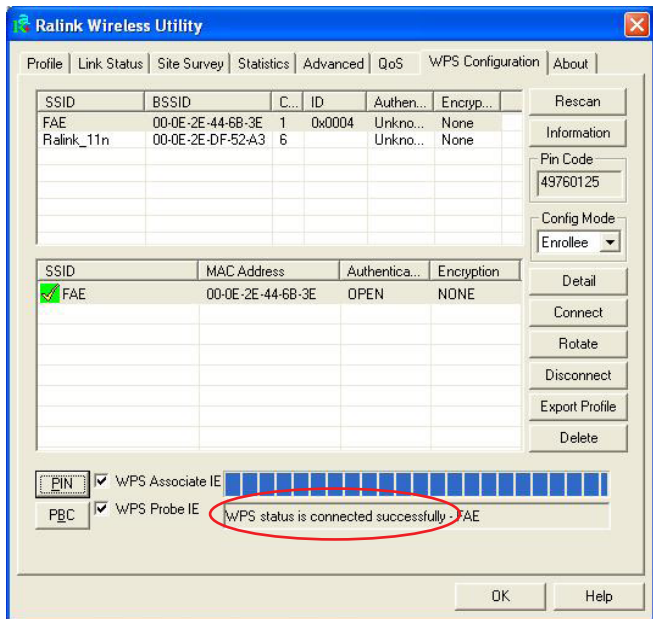 Ralink Wireless Utility
Profile Link Status Site Survey Statistics Advanced QoS WPS Configuration About
SSID BSSID C... ID Authen... Encryp...
FAE 00-0E-2E-44-6B-3E 1 0x0004 Unkno... None
Ralink_11n 00-0E-2E-DF-52-A3 6 Unkno... None
Rescan
Information
Pin Code
49760125
Config Mode
Enrollee
SSID MAC Address Authentica... Encryption
FAE 00-0E-2E-44-6B-3E OPEN NONE
Detail
Connect
Rotate
Disconnect
Export Profile
Delete
PIN WPS Associate IE
PBC WPS Probe IE WPS status is connected successfully - FAE
OK Help